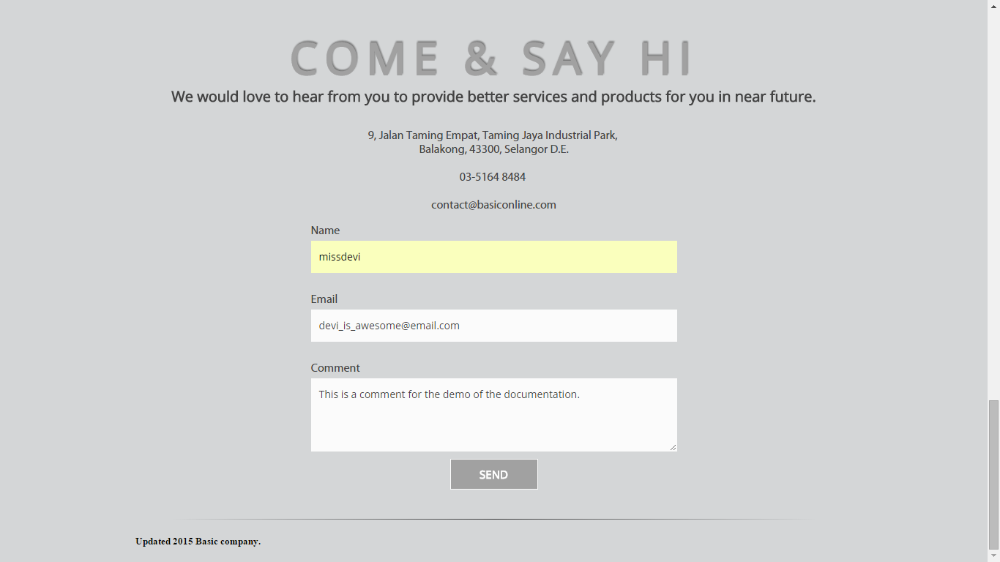 COME & SAY HI
We would love to hear from you to provide better services and products for you in near future.
9, Jalan Taming Empat, Taming Jaya Industrial Park,
Balakong, 43300, Selangor D.E.
03-5164 8484
contact@basiconline.com
Name
missdevi
Email
devi_is_awesome@email.com
Comment
This is a comment for the demo of the documentation.
SEND
Updated 2015 Basic company.